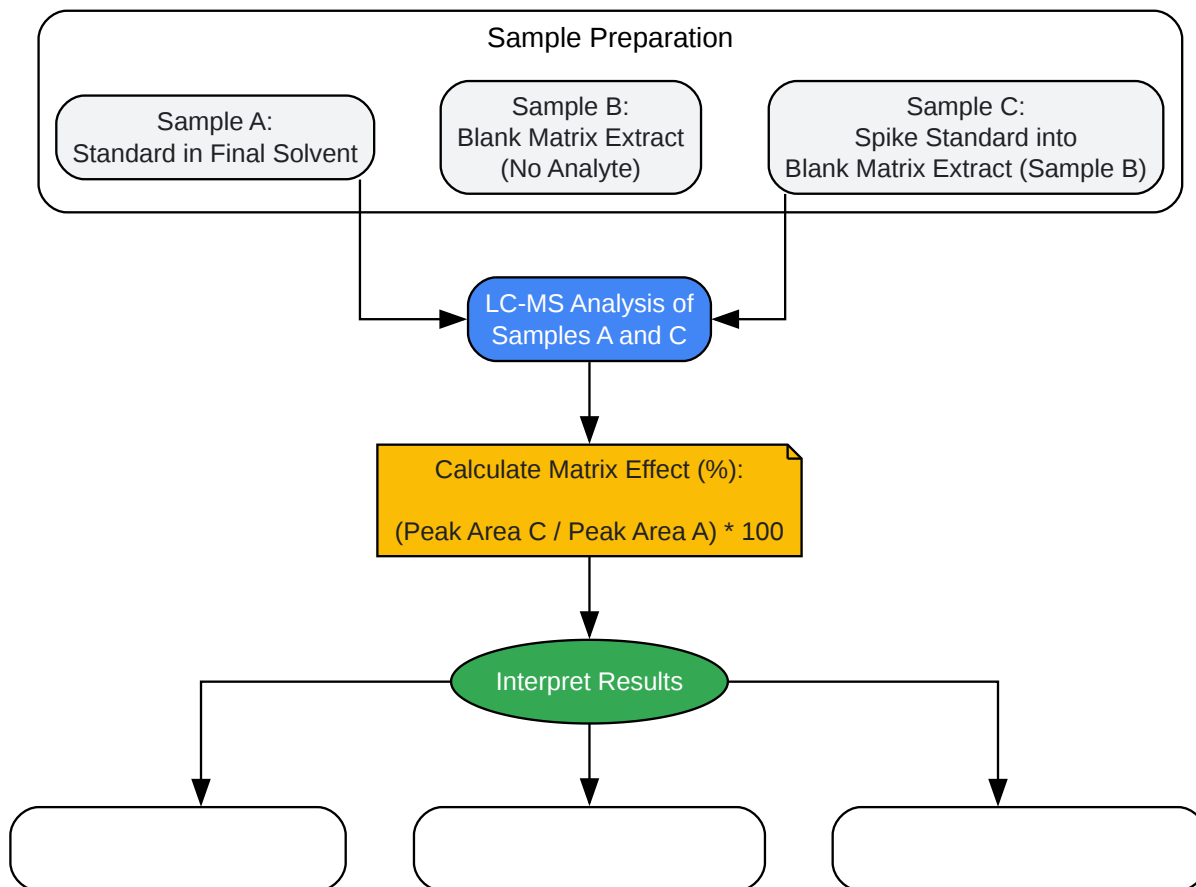 Sample Preparation
Sample A:
Standard in Final Solvent
Sample B:
Blank Matrix Extract
(No Analyte)
Sample C:
Spike Standard into
Blank Matrix Extract (Sample B)
LC-MS Analysis of
Samples A and C
Calculate Matrix Effect (%):
(Peak Area C / Peak Area A) * 100
Interpret Results